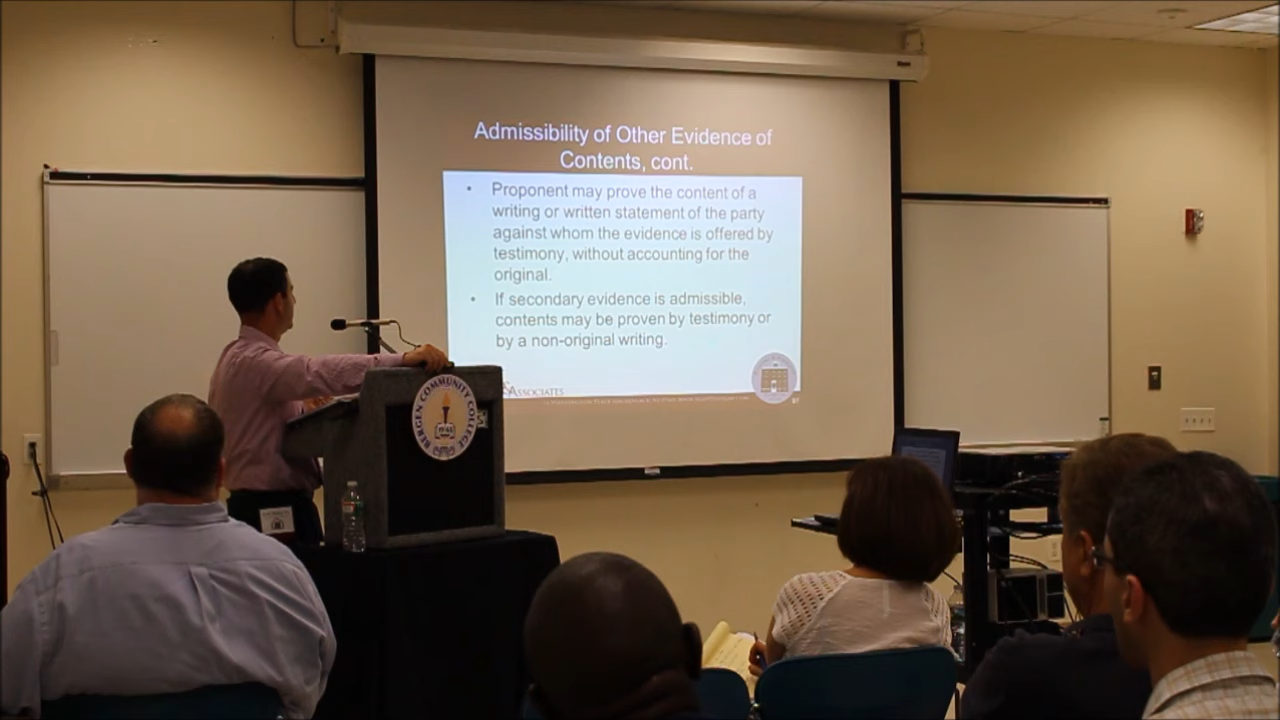 Admissibility of Other Evidence of
Contents, cont.
• Proponent may prove the content of a
writing or written statement of the party
against whom the evidence is offered by
testimony, without accounting for the
original.
• If secondary evidence is admissible,
contents may be proven by testimony or
by a non-original writing.
& ASSOCIATES
BERGEN COMMUNITY COLLEGE